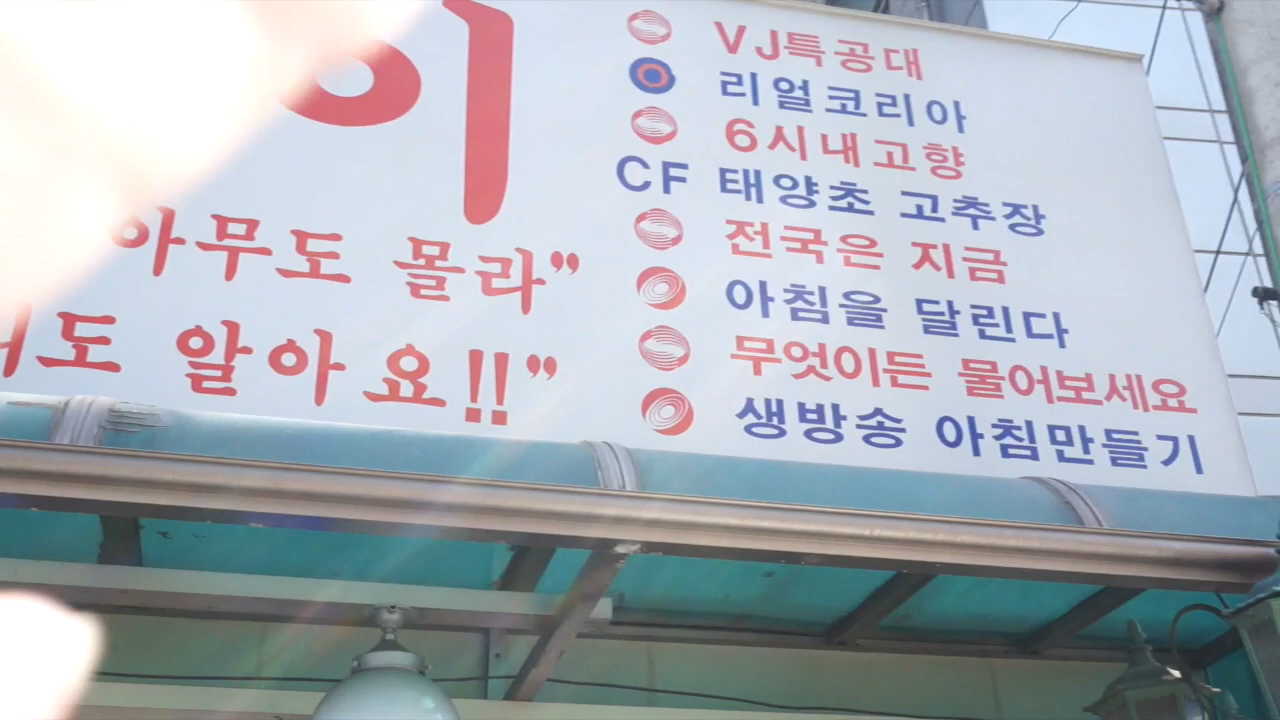 이
아무도 몰라”
도 알아요!!”
VJ특공대
리얼코리아
6시내고향
CF 태양초 고추장
전국은 지금
아침을 달린다
무엇이든 물어보세요
생방송 아침만들기